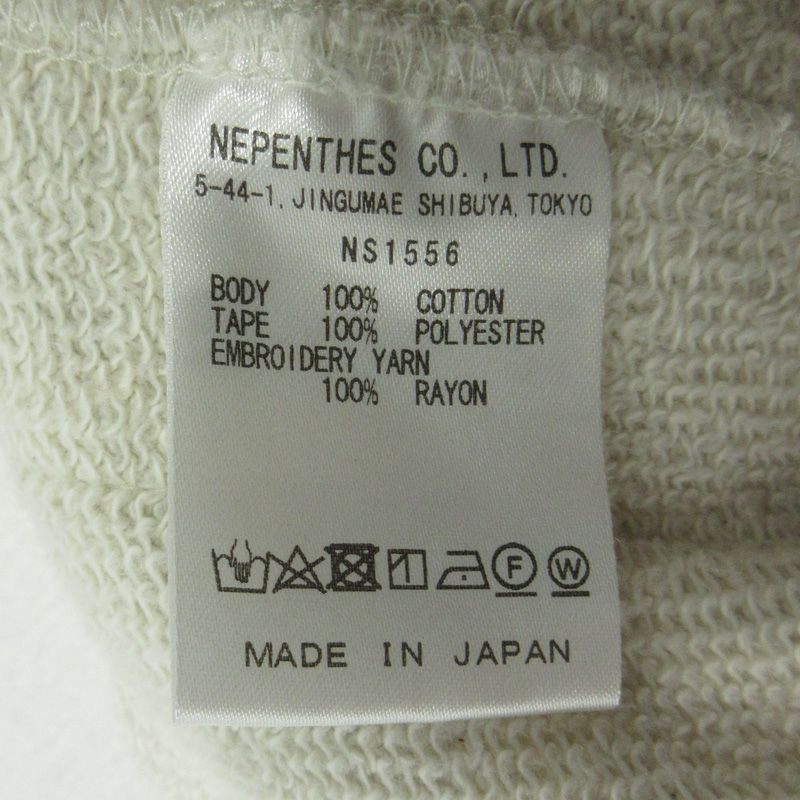 NEPENTHES CO., LTD.
5-44-1, JINGUMAE SHIBUYA, TOKYO
NS1556
BODY 100% COTTON
TAPE 100% POLYESTER
EMBROIDERY YARN
100% RAYON
F W
MADE IN JAPAN